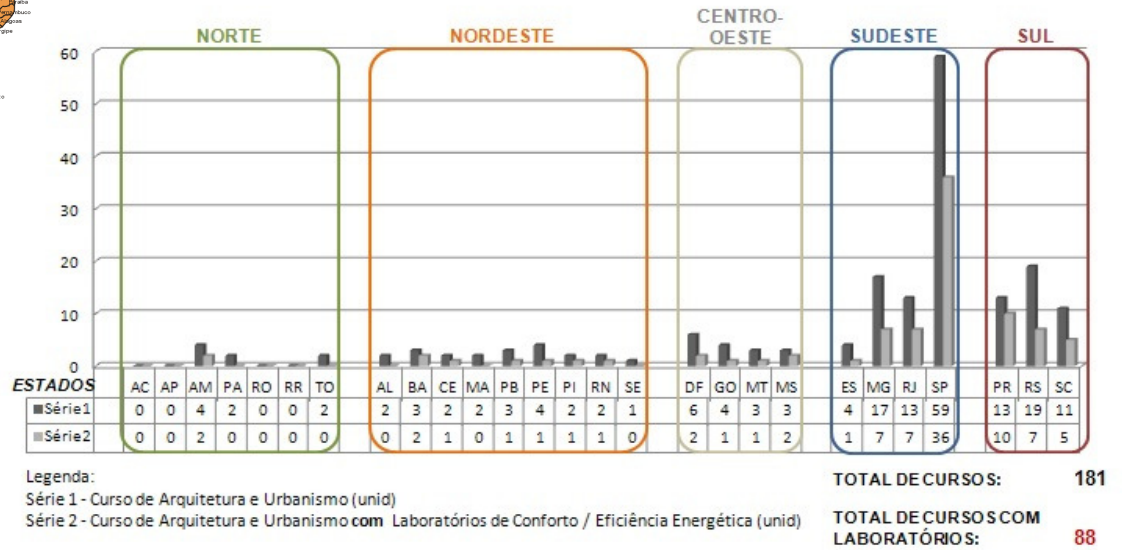 Paraíba
Pernambuco
Alagoas
NORTE
NORDESTE
CENTRO-
OESTE
SUDESTE
SUL
60
50
40
30
20
10
0
ESTADOS AC AP AM PA RO RR TO AL BA CE MA PB PE PI RN SE DF GO MT MS ES MG RJ SP PR RS SC
Série1 0 0 4 2 0 0 2 2 3 2 2 3 4 2 2 1 6 4 3 3 4 17 13 59 13 19 11
Série2 0 0 2 0 0 0 0 0 2 1 0 1 1 1 1 0 2 1 1 2 1 7 7 36 10 7 5
Legenda:
Série 1 - Curso de Arquitetura e Urbanismo (unid)
Série 2 - Curso de Arquitetura e Urbanismo com Laboratórios de Conforto / Eficiência Energética (unid)
TOTAL DE CURSOS: 181
TOTAL DE CURSOS COM
LABORATÓRIOS: 88